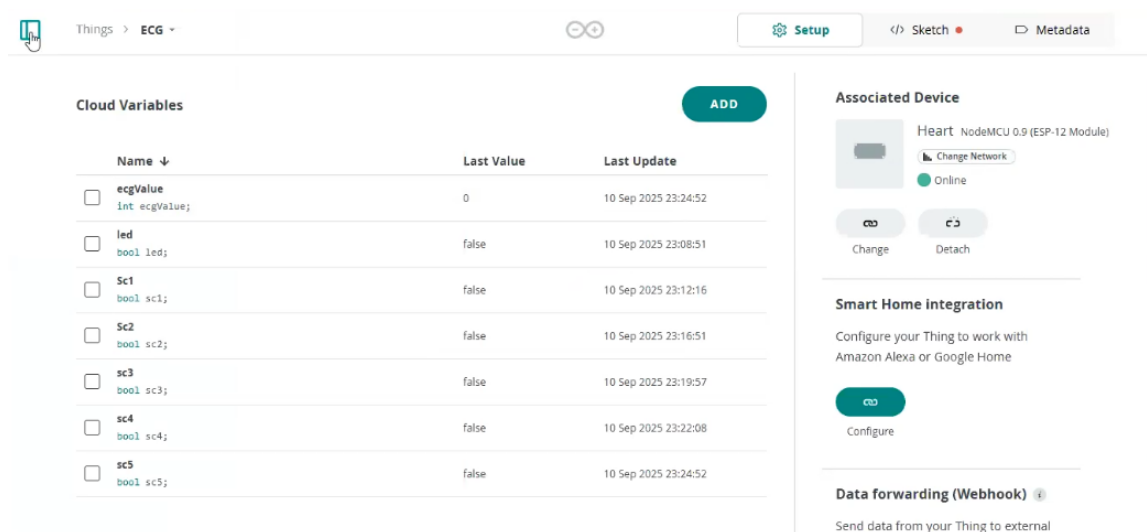 Things > ECG
Setup
</> Sketch
Metadata
Cloud Variables
ADD
Name ↓ Last Value Last Update
ecgValue
int ecgValue;
0
10 Sep 2025 23:24:52
led
bool led;
false
10 Sep 2025 23:08:51
Sc1
bool sc1;
false
10 Sep 2025 23:12:16
Sc2
bool sc2;
false
10 Sep 2025 23:16:51
sc3
bool sc3;
false
10 Sep 2025 23:19:57
sc4
bool sc4;
false
10 Sep 2025 23:22:08
sc5
bool sc5;
false
10 Sep 2025 23:24:52
Associated Device
Heart NodeMCU 0.9 (ESP-12 Module)
Change Network
Online
Change
Detach
Smart Home integration
Configure your Thing to work with
Amazon Alexa or Google Home
Configure
Data forwarding (Webhook) i
Send data from your Thing to external